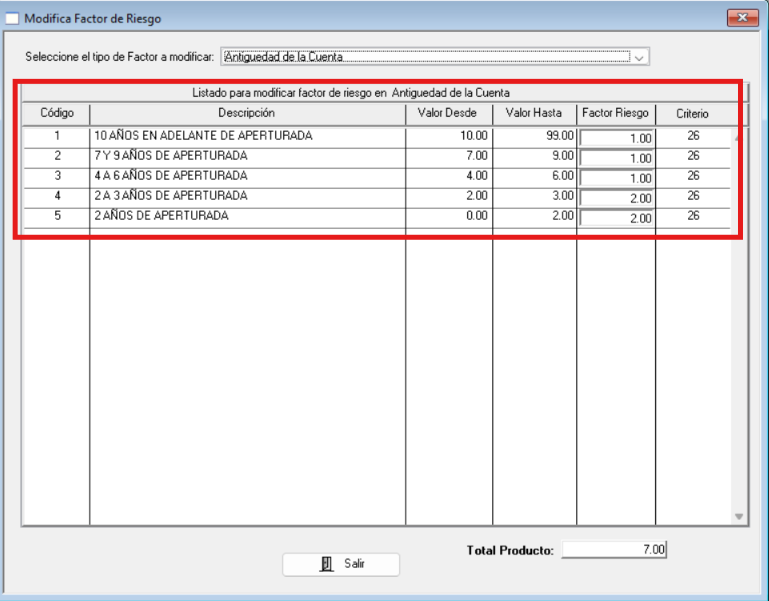 Modifica Factor de Riesgo
Seleccione el tipo de Factor a modificar: Antiguedad de la Cuenta
Listado para modificar factor de riesgo en Antiguedad de la Cuenta
Código Descripción Valor Desde Valor Hasta Factor Riesgo Criterio
1 10 AÑOS EN ADELANTE DE APERTURADA 10.00 99.00 1.00 26
2 7 Y 9 AÑOS DE APERTURADA 7.00 9.00 1.00 26
3 4 A 6 AÑOS DE APERTURADA 4.00 6.00 1.00 26
4 2 A 3 AÑOS DE APERTURADA 2.00 3.00 2.00 26
5 2 AÑOS DE APERTURADA 0.00 2.00 2.00 26
Total Producto: 7.00
Salir